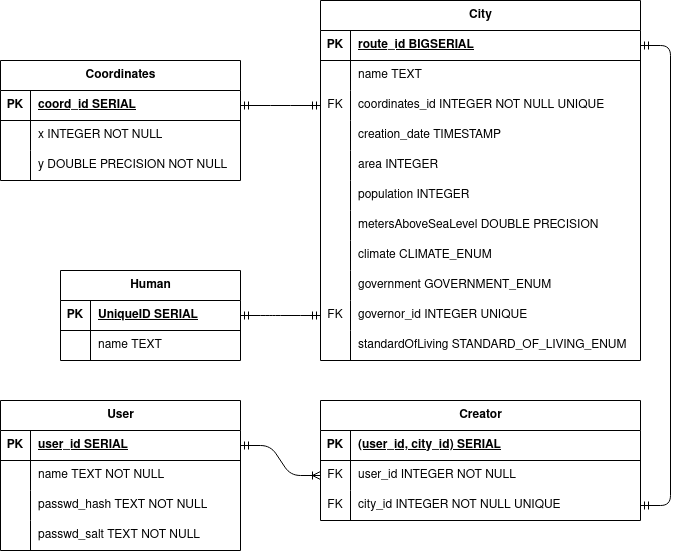 City
PK route_id BIGSERIAL
name TEXT
FK coordinates_id INTEGER NOT NULL UNIQUE
creation_date TIMESTAMP
area INTEGER
population INTEGER
metersAboveSeaLevel DOUBLE PRECISION
climate CLIMATE_ENUM
government GOVERNMENT_ENUM
FK governor_id INTEGER UNIQUE
standardOfLiving STANDARD_OF_LIVING_ENUM
Coordinates
PK coord_id SERIAL
x INTEGER NOT NULL
y DOUBLE PRECISION NOT NULL
Human
PK UniqueID SERIAL
name TEXT
User
PK user_id SERIAL
name TEXT NOT NULL
passwd_hash TEXT NOT NULL
passwd_salt TEXT NOT NULL
Creator
PK (user_id, city_id) SERIAL
FK user_id INTEGER NOT NULL
FK city_id INTEGER NOT NULL UNIQUE